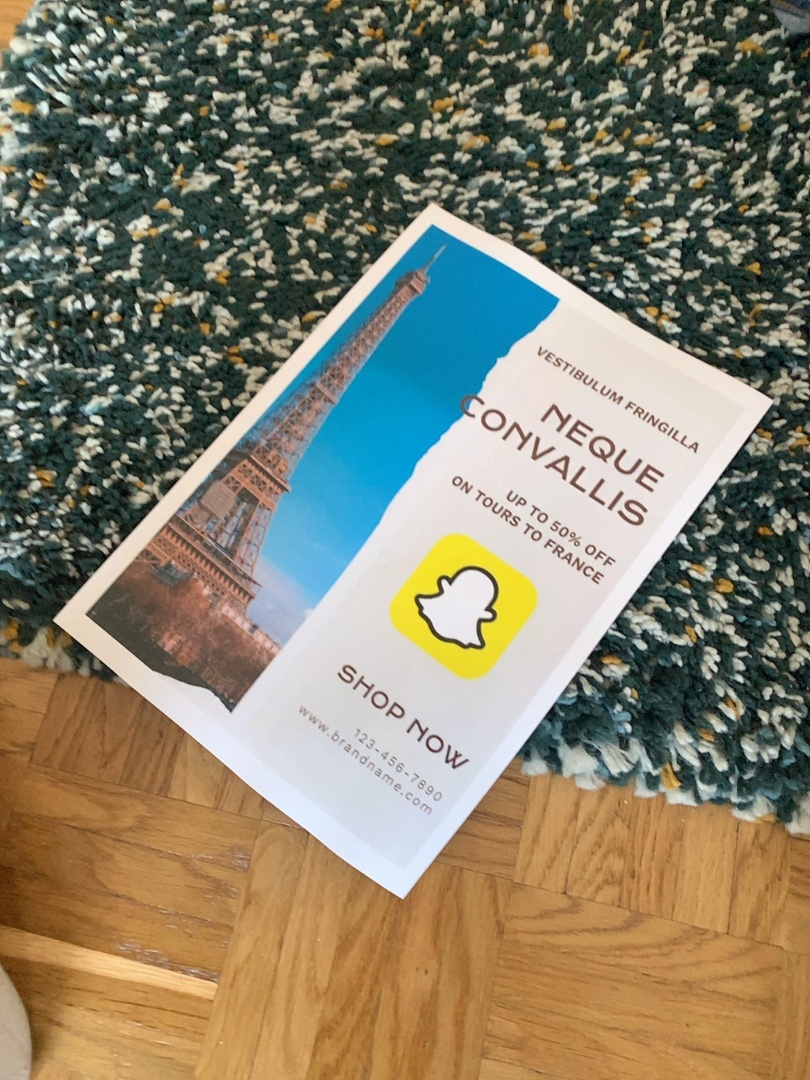 VESTIBULUM FRINGILLA
NEQUE
CONVALLIS
UP TO 50% OFF
ON TOURS TO FRANCE
SHOP NOW
123-456-7890
www.brandname.com